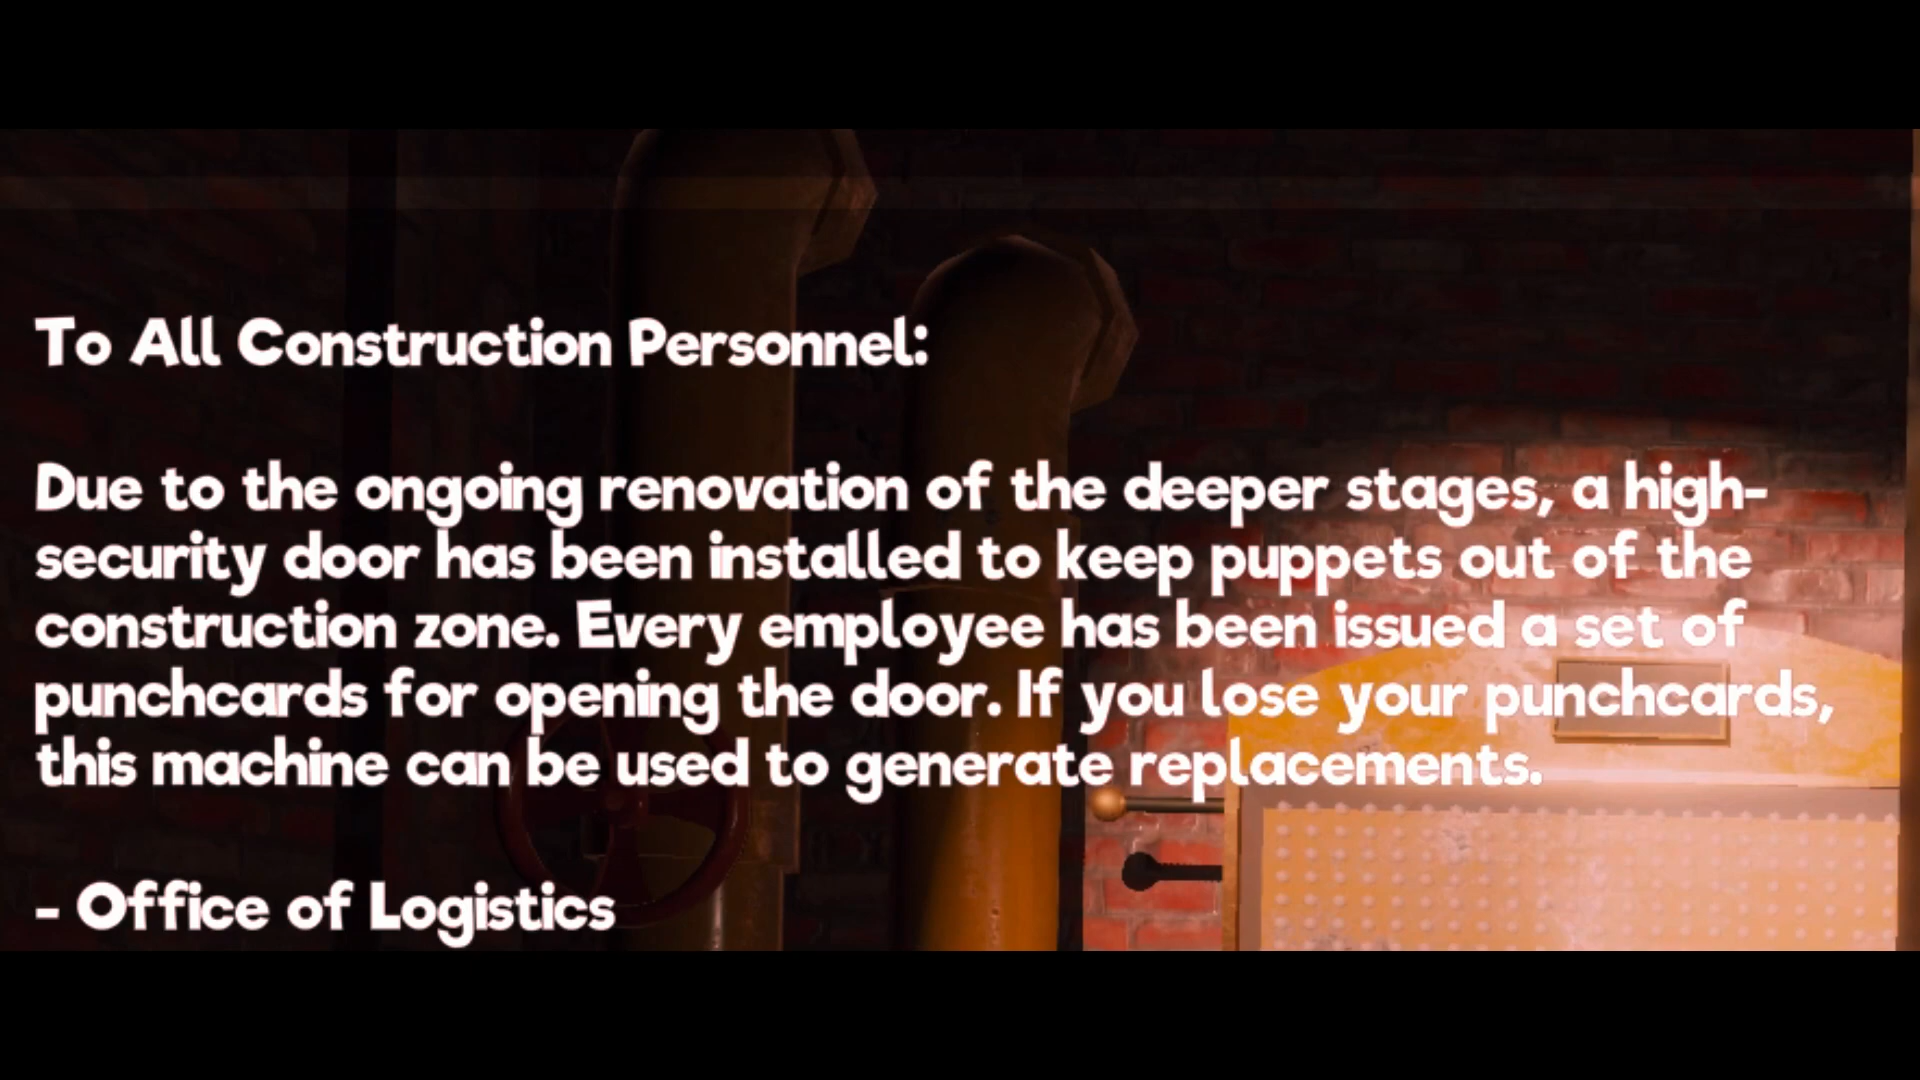 To All Construction Personnel:
Due to the ongoing renovation of the deeper stages, a high-
security door has been installed to keep puppets out of the
construction zone. Every employee has been issued a set of
punchcards for opening the door. If you lose your punchcards,
this machine can be used to generate replacements.
- Office of Logistics